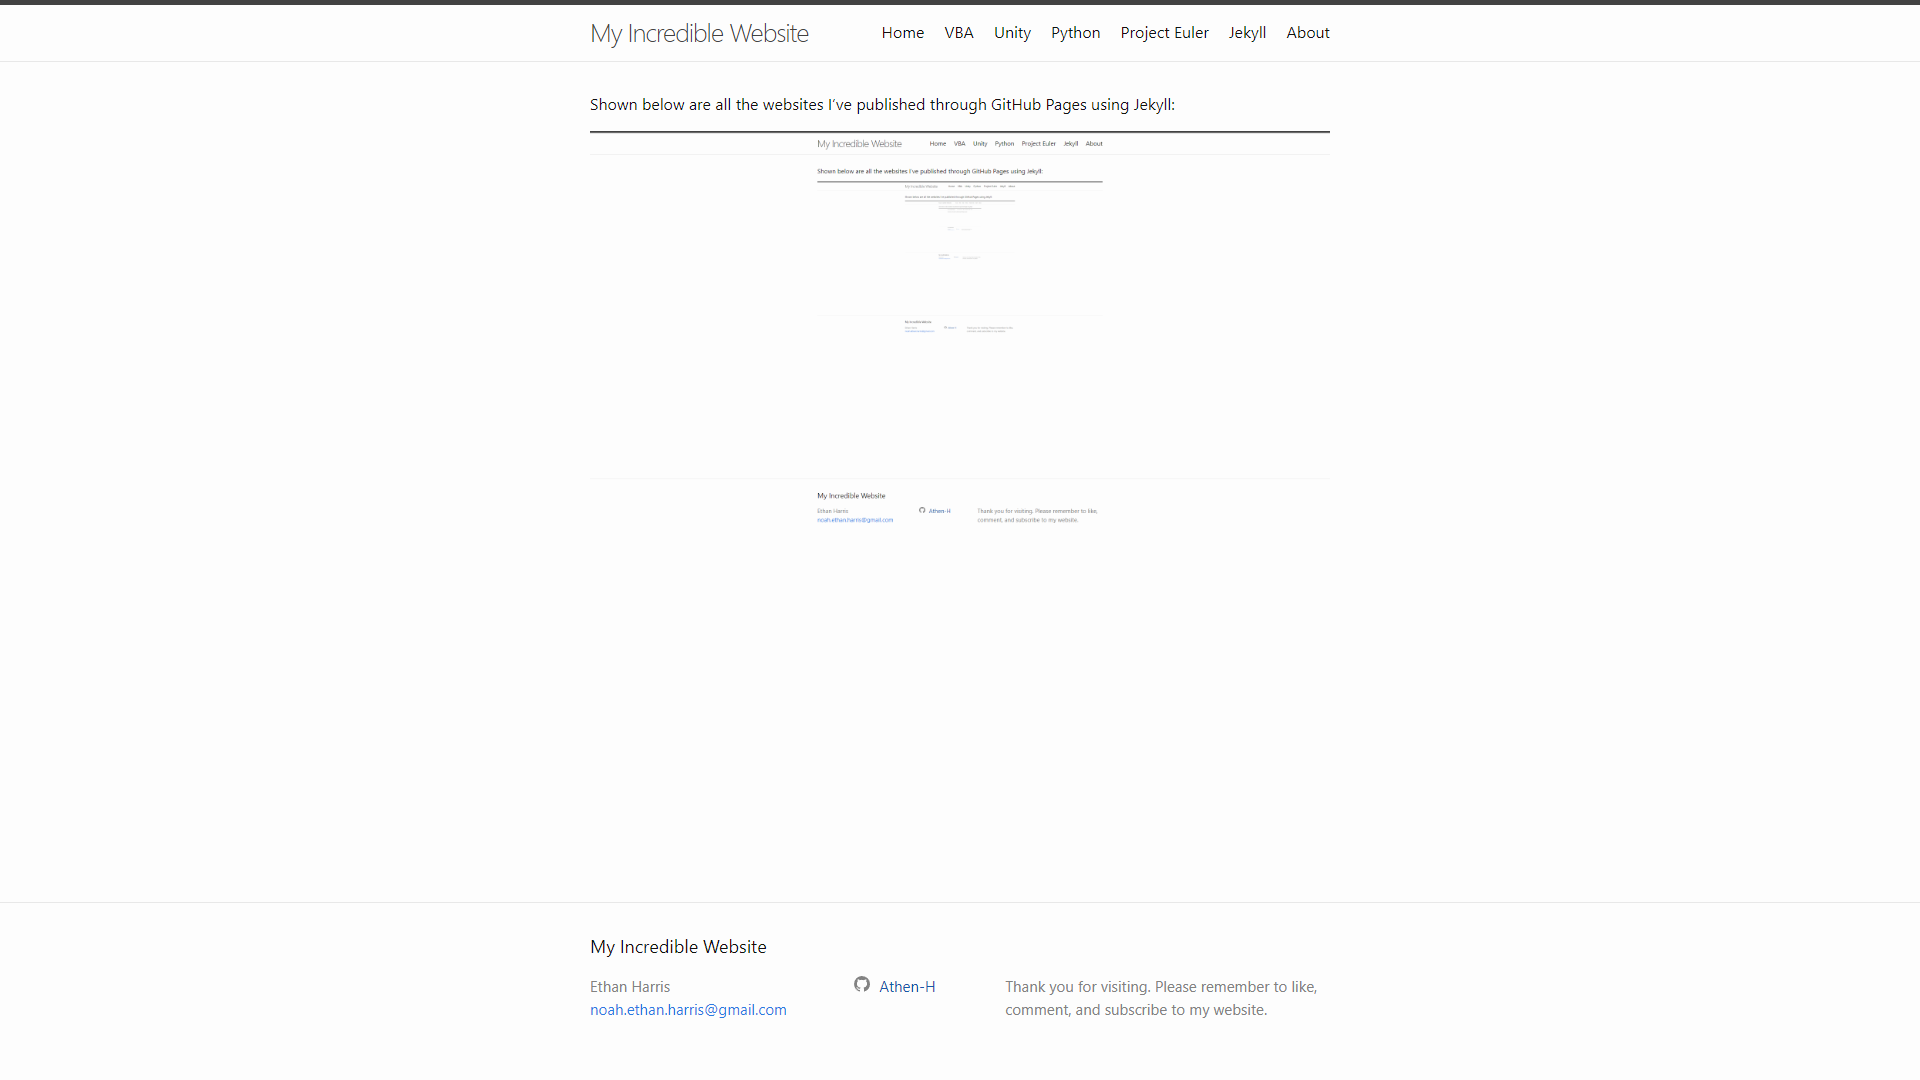 My Incredible Website Home VBA Unity Python Project Euler Jekyll About
Shown below are all the websites I've published through GitHub Pages using Jekyll:
My Incredible Website Home VBA Unity Python Project Euler Jekyll About
Shown below are all the websites I've published through GitHub Pages using Jekyll:
My Incredible Website
Ethan Harris Athen-H Thank you for visiting. Please remember to like,
noah.ethan.harris@gmail.com comment, and subscribe to my website.
My Incredible Website
Ethan Harris Athen-H Thank you for visiting. Please remember to like,
noah.ethan.harris@gmail.com comment, and subscribe to my website.